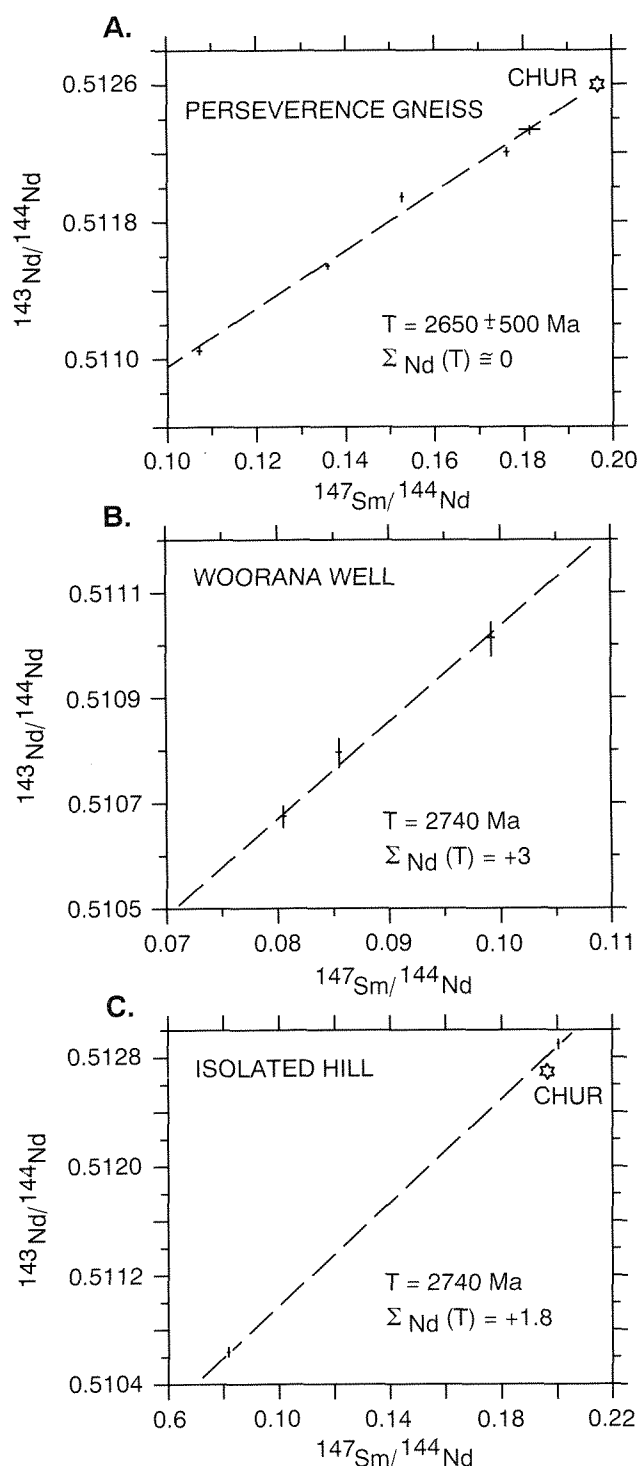 A.
0.5126
CHUR
PERSEVERENCE GNEISS
143Nd/144Nd
0.5118
T = 2650 ±500 Ma
0.5110
Σ Nd (T) ≅ 0
0.10 0.12 0.14 0.16 0.18 0.20
147Sm/144Nd
B.
WOORANA WELL
0.5111
143Nd/144Nd
0.5109
0.5107
T = 2740 Ma
Σ Nd (T) = +3
0.5105
0.07 0.08 0.09 0.10 0.11
147Sm/144Nd
C.
0.5128
ISOLATED HILL
CHUR
143Nd/144Nd
0.5120
0.5112
T = 2740 Ma
Σ Nd (T) = +1.8
0.5104
0.6 0.10 0.14 0.18 0.22
147Sm/144Nd